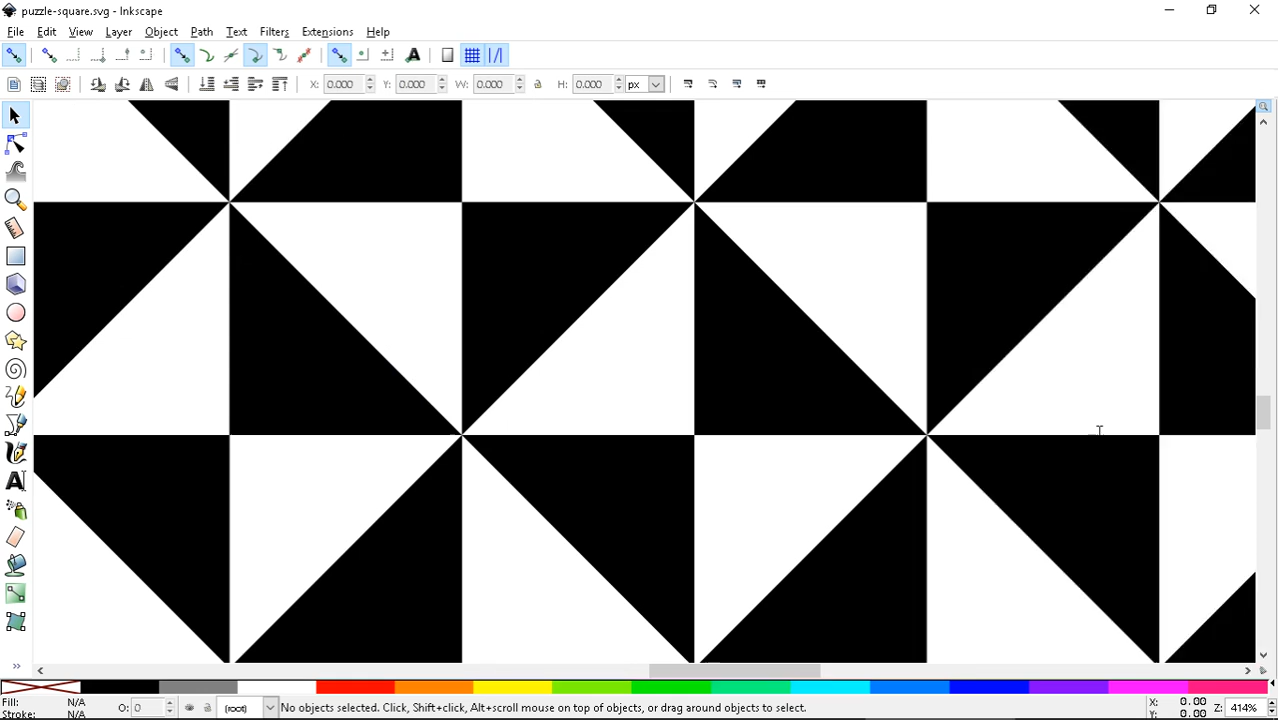 puzzle-square.svg - Inkscape
File Edit View Layer Object Path Text Filters Extensions Help
X: 0.000 Y: 0.000 W: 0.000 H: 0.000 px
Fill: N/A
Stroke: N/A
O: 0
(root)
No objects selected. Click, Shift+click, Alt+scroll mouse on top of objects, or drag around objects to select.
X: 0.00
Y: 0.00
Z: 414%